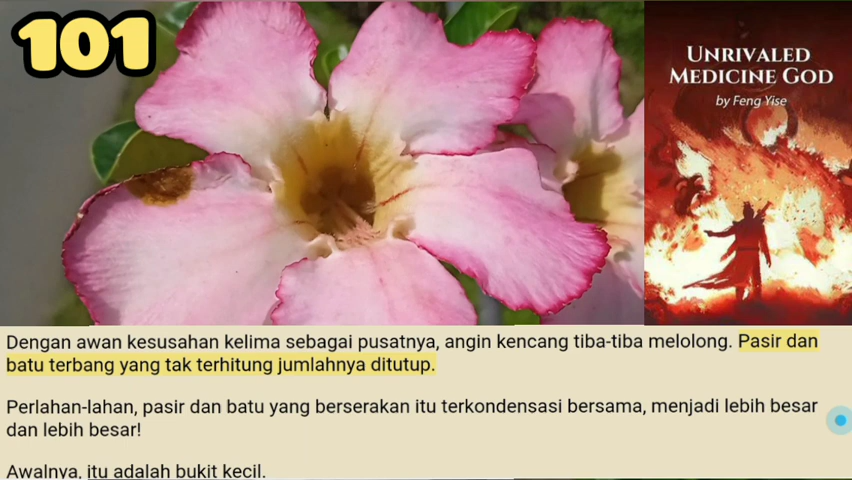 101
UNRIVALED
MEDICINE GOD
by Feng Yise
Dengan awan kesusahan kelima sebagai pusatnya, angin kencang tiba-tiba melolong. Pasir dan
batu terbang yang tak terhitung jumlahnya ditutup.
Perlahan-lahan, pasir dan batu yang berserakan itu terkondensasi bersama, menjadi lebih besar
dan lebih besar!
Awalnya, itu adalah bukit kecil.